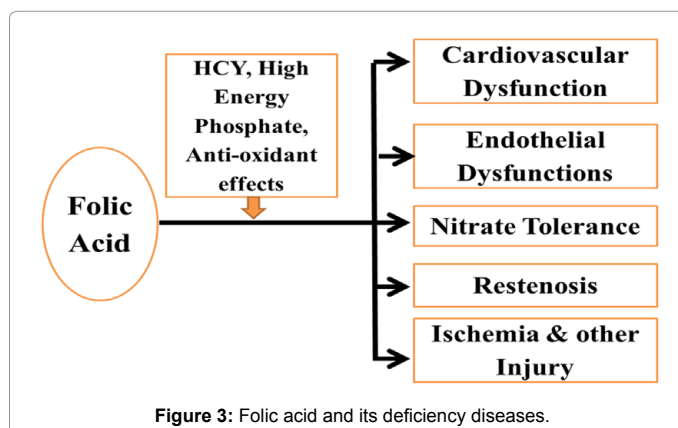 HCY, High
Energy
Phosphate,
Anti-oxidant
effects
Folic
Acid
Cardiovascular
Dysfunction
Endothelial
Dysfunctions
Nitrate Tolerance
Restenosis
Ischemia & other
Injury
Figure 3: Folic acid and its deficiency diseases.